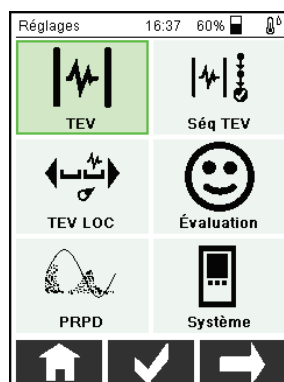 Réglages 16:37 60%
TEV Séq TEV
TEV LOC Évaluation
PRPD Système